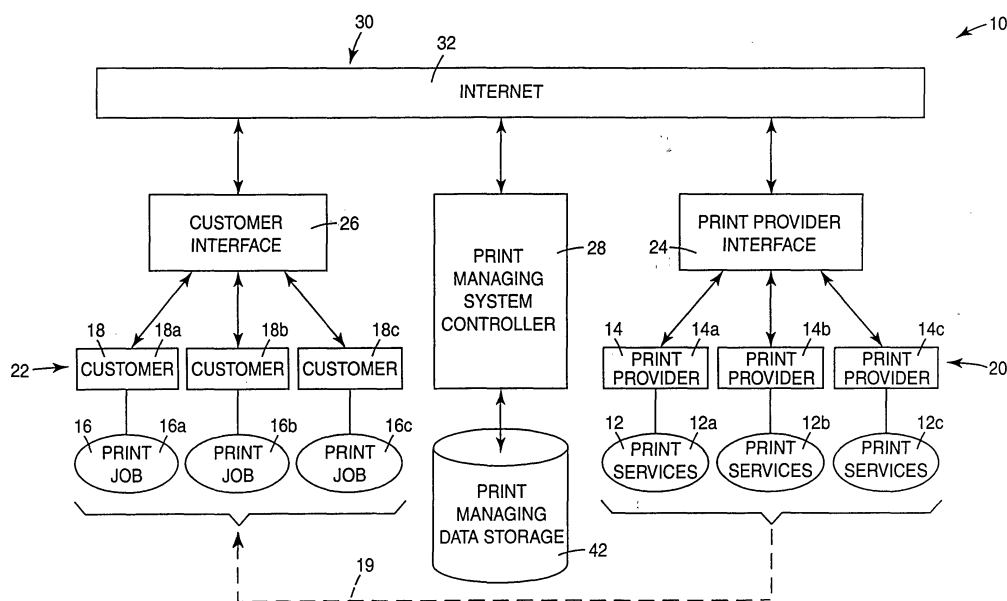 30
10
32
INTERNET
CUSTOMER
INTERFACE
26
PRINT
MANAGING
SYSTEM
CONTROLLER
28
PRINT PROVIDER
INTERFACE
24
22
18
18a
CUSTOMER
18b
CUSTOMER
18c
CUSTOMER
14
14a
PRINT
PROVIDER
14b
PRINT
PROVIDER
14c
PRINT
PROVIDER
20
16
16a
PRINT
JOB
16b
PRINT
JOB
16c
PRINT
JOB
PRINT
MANAGING
DATA STORAGE
42
12
12a
PRINT
SERVICES
12b
PRINT
SERVICES
12c
PRINT
SERVICES
19